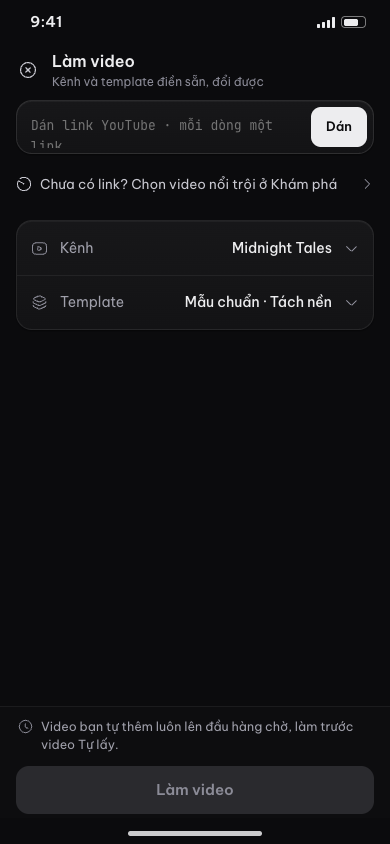 9:41
Làm video
Kênh và template điền sẵn, đổi được
Dán link YouTube · mỗi dòng một
link
Dán
Chưa có link? Chọn video nổi trội ở Khám phá
Kênh
Midnight Tales
Template
Mẫu chuẩn · Tách nền
Video bạn tự thêm luôn lên đầu hàng chờ, làm trước
video Tự lấy.
Làm video